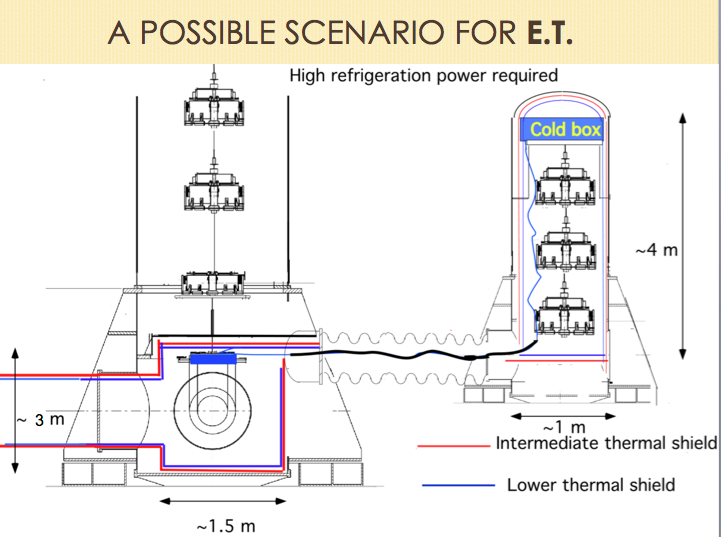 A POSSIBLE SCENARIO FOR E.T.
High refrigeration power required
Cold box
~4 m
~ 3 m
~1 m
Intermediate thermal shield
Lower thermal shield
~1.5 m